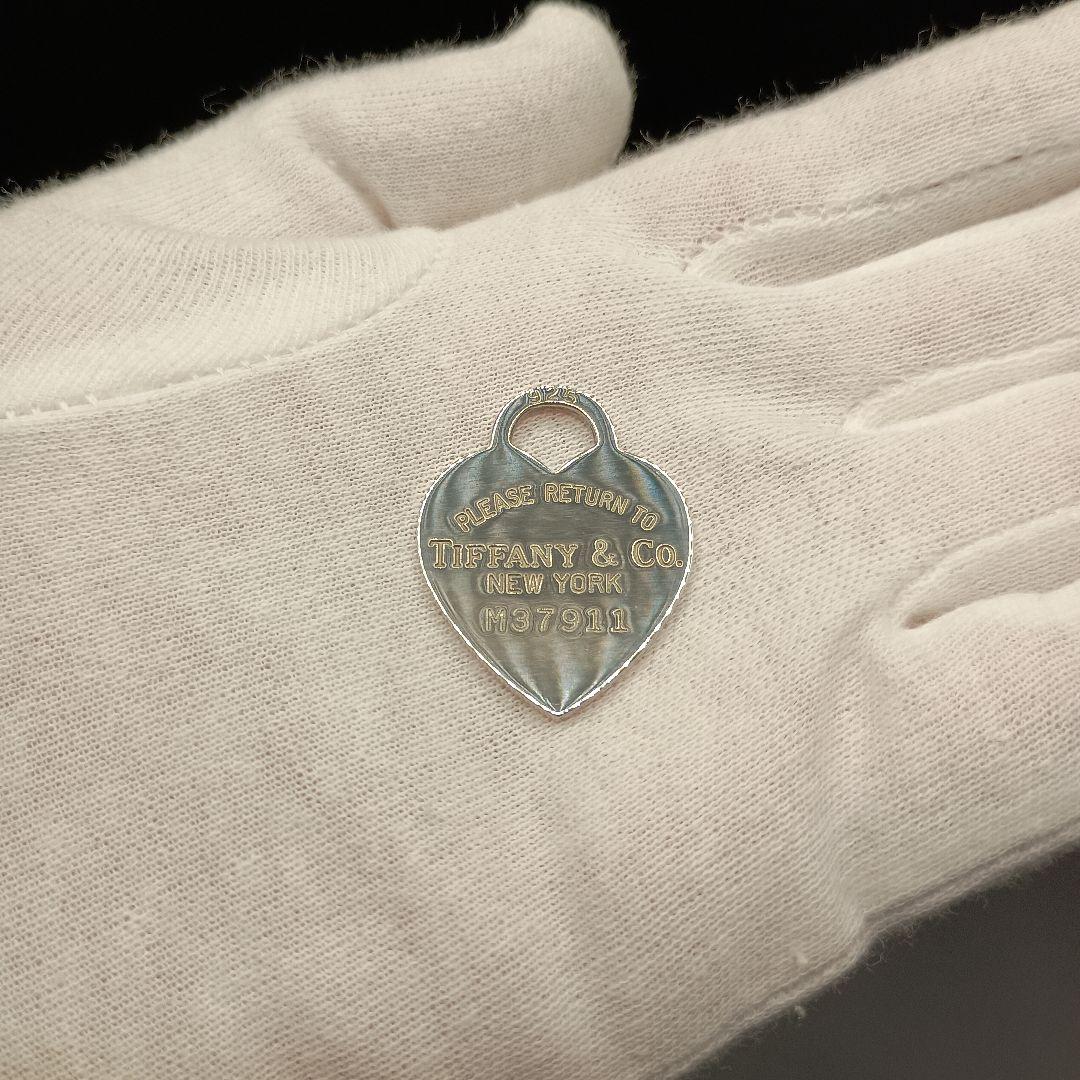 925
PLEASE RETURN TO
TIFFANY & CO.
NEW YORK
M37911